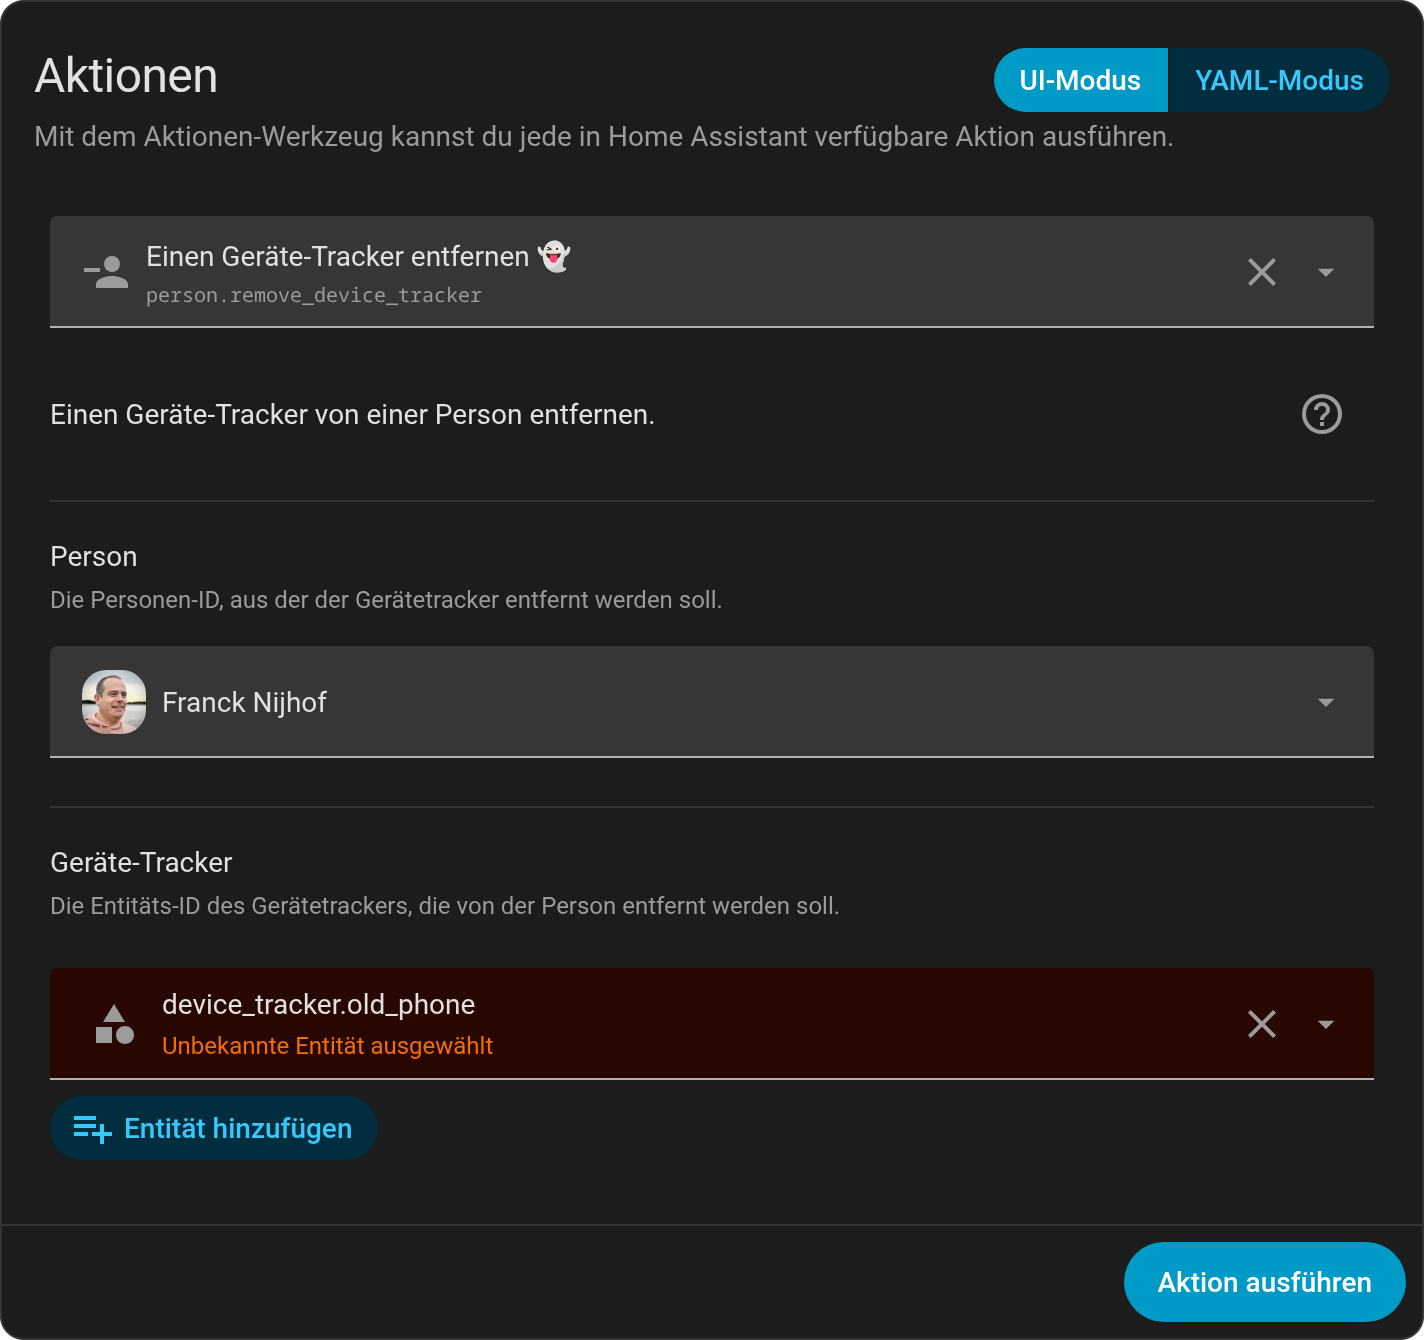 Aktionen
UI-Modus
YAML-Modus
Mit dem Aktionen-Werkzeug kannst du jede in Home Assistant verfügbare Aktion ausführen.
Einen Geräte-Tracker entfernen 👻
person.remove_device_tracker
Einen Geräte-Tracker von einer Person entfernen.
Person
Die Personen-ID, aus der der Gerätetracker entfernt werden soll.
Franck Nijhof
Geräte-Tracker
Die Entitäts-ID des Gerätetrackers, die von der Person entfernt werden soll.
device_tracker.old_phone
Unbekannte Entität ausgewählt
Entität hinzufügen
Aktion ausführen